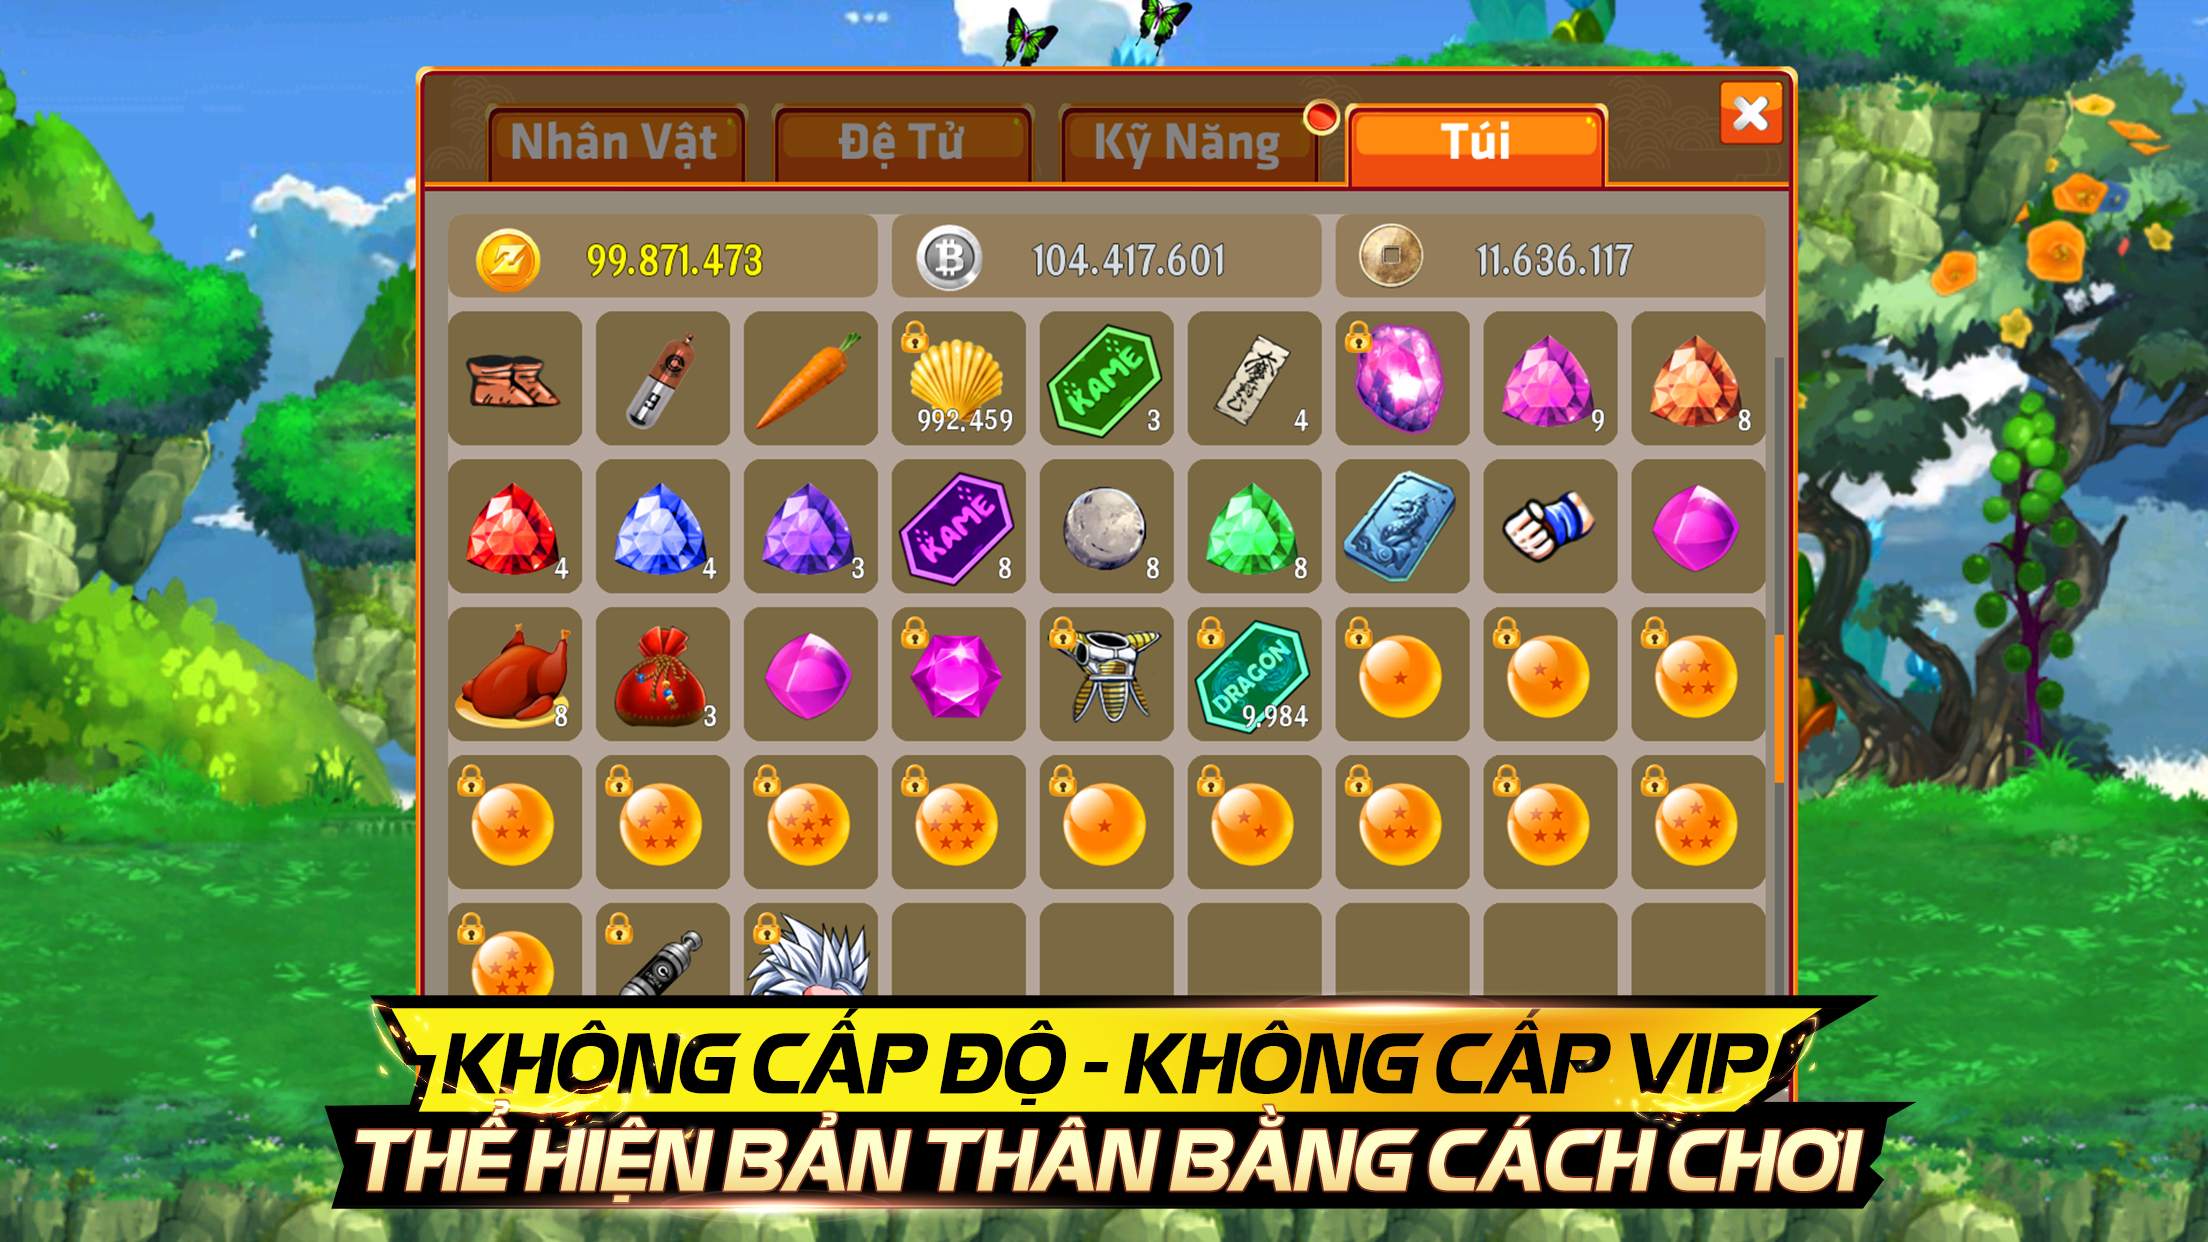 Nhân Vật
Đệ Tử
Kỹ Năng
Túi
99.871.473
104.417.601
11.636.117
992.459
KAME
3
4
9
8
4
4
3
KAME
8
8
8
8
3
DRAGON
9.984
KHÔNG CẤP ĐỘ - KHÔNG CẤP VIP
THỂ HIỆN BẢN THÂN BẰNG CÁCH CHƠI